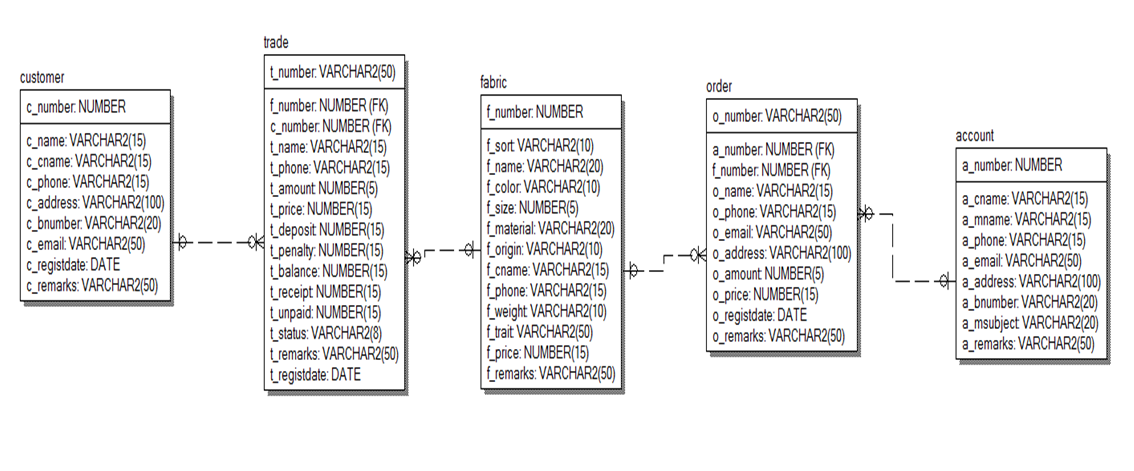 customer
c_number: NUMBER
c_name: VARCHAR2(15)
c_cname: VARCHAR2(15)
c_phone: VARCHAR2(15)
c_address: VARCHAR2(100)
c_bnumber: VARCHAR2(20)
c_email: VARCHAR2(50)
c_registdate: DATE
c_remarks: VARCHAR2(50)
trade
t_number: VARCHAR2(50)
f_number: NUMBER (FK)
c_number: NUMBER (FK)
t_name: VARCHAR2(15)
t_phone: VARCHAR2(15)
t_amount: NUMBER(5)
t_price: NUMBER(15)
t_deposit: NUMBER(15)
t_penalty: NUMBER(15)
t_balance: NUMBER(15)
t_receipt: NUMBER(15)
t_unpaid: NUMBER(15)
t_status: VARCHAR2(8)
t_remarks: VARCHAR2(50)
t_registdate: DATE
fabric
f_number: NUMBER
f_sort: VARCHAR2(10)
f_name: VARCHAR2(20)
f_color: VARCHAR2(10)
f_size: NUMBER(5)
f_material: VARCHAR2(20)
f_origin: VARCHAR2(10)
f_cname: VARCHAR2(15)
f_phone: VARCHAR2(15)
f_weight: VARCHAR2(10)
f_trait: VARCHAR2(50)
f_price: NUMBER(15)
f_remarks: VARCHAR2(50)
order
o_number: VARCHAR2(50)
a_number: NUMBER (FK)
f_number: NUMBER (FK)
o_name: VARCHAR2(15)
o_phone: VARCHAR2(15)
o_email: VARCHAR2(50)
o_address: VARCHAR2(100)
o_amount: NUMBER(5)
o_price: NUMBER(15)
o_registdate: DATE
o_remarks: VARCHAR2(50)
account
a_number: NUMBER
a_cname: VARCHAR2(15)
a_mname: VARCHAR2(15)
a_phone: VARCHAR2(15)
a_email: VARCHAR2(50)
a_address: VARCHAR2(100)
a_bnumber: VARCHAR2(20)
a_msubject: VARCHAR2(20)
a_remarks: VARCHAR2(50)